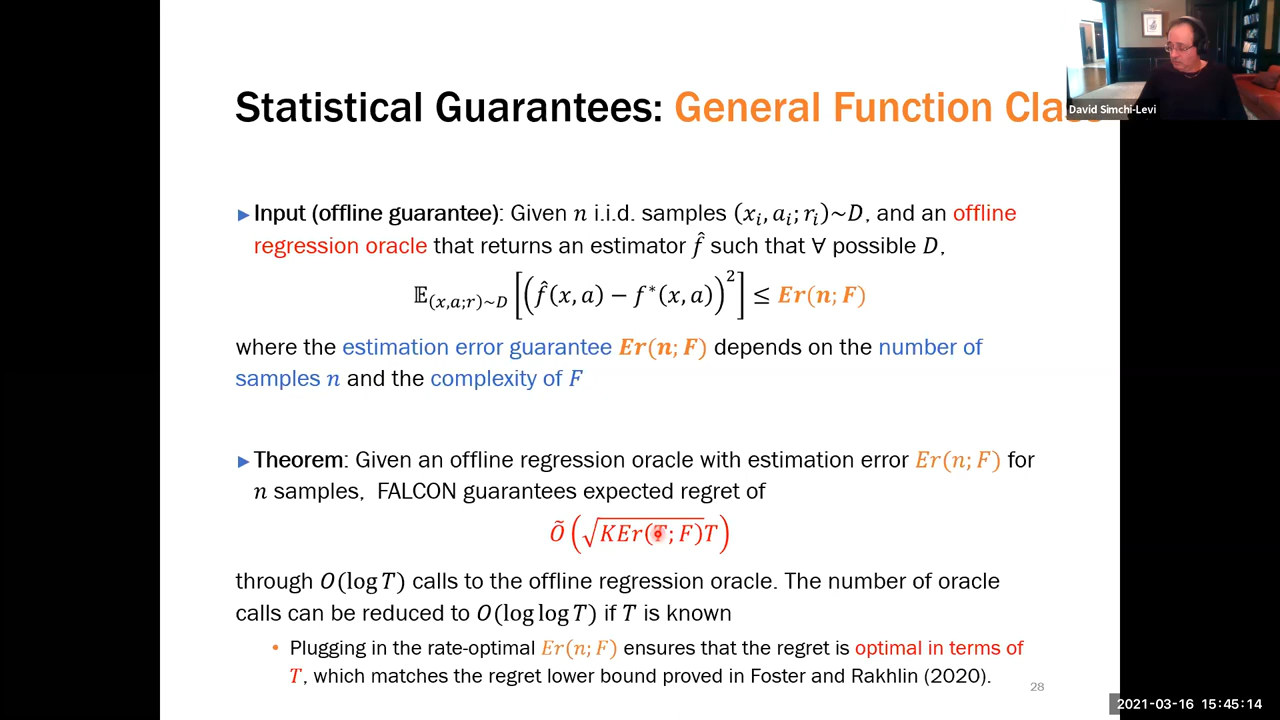 Statistical Guarantees: General Function Clas
David Simchi-Levi
▶ Input (offline guarantee): Given n i.i.d. samples (x_i, a_i; r_i)~D, and an offline
regression oracle that returns an estimator f̂ such that ∀ possible D,
𝔼_(x,a;r)~D [(f̂(x, a) − f*(x, a))²] ≤ Er(n; F)
where the estimation error guarantee Er(n; F) depends on the number of
samples n and the complexity of F
▶ Theorem: Given an offline regression oracle with estimation error Er(n; F) for
n samples, FALCON guarantees expected regret of
Õ(√(KEr(T; F))T)
through O(log T) calls to the offline regression oracle. The number of oracle
calls can be reduced to O(log log T) if T is known
• Plugging in the rate-optimal Er(n; F) ensures that the regret is optimal in terms of
T, which matches the regret lower bound proved in Foster and Rakhlin (2020).
28
2021-03-16 15:45:14